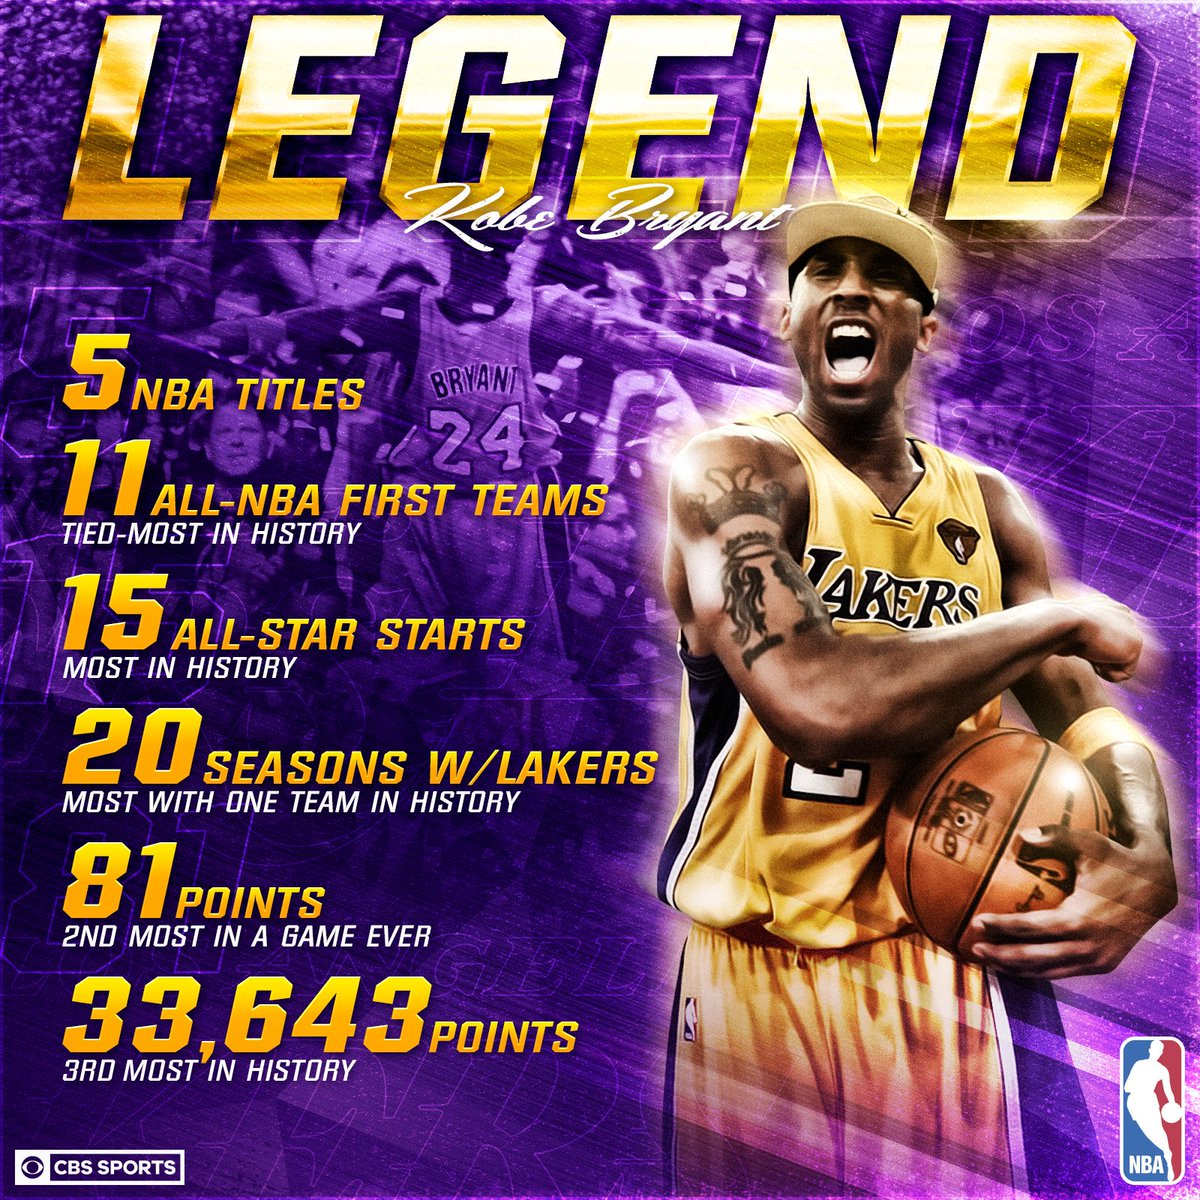 LEGEND
Kobe Bryant
5 NBA TITLES
BRYANT
24
11 ALL-NBA FIRST TEAMS
TIED-MOST IN HISTORY
15 ALL-STAR STARTS
MOST IN HISTORY
LAKERS
20 SEASONS W/LAKERS
MOST WITH ONE TEAM IN HISTORY
81 POINTS
2ND MOST IN A GAME EVER
33,643 POINTS
3RD MOST IN HISTORY
CBS SPORTS
NBA